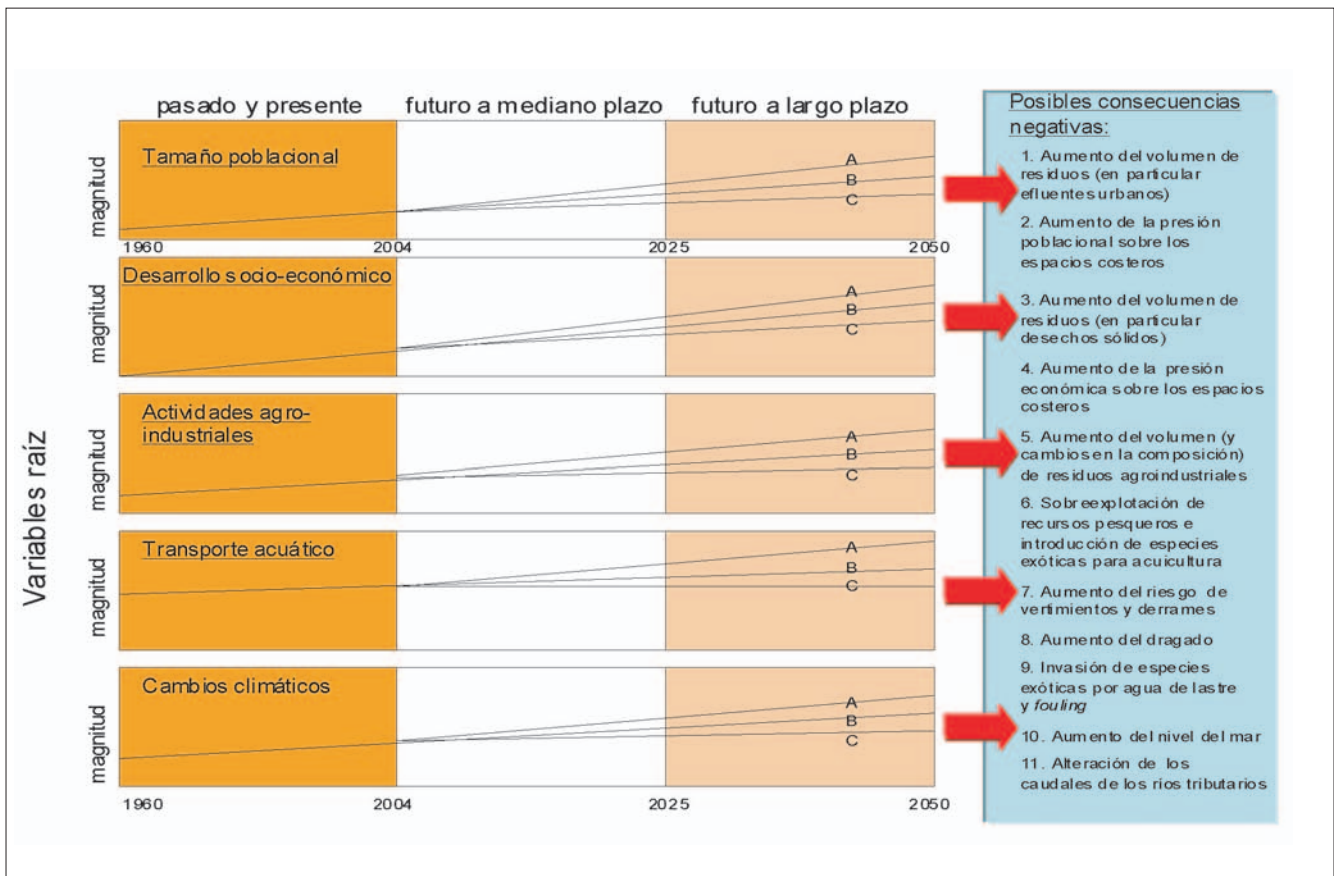 pasado y presente
futuro a mediano plazo
futuro a largo plazo
Variables raíz
magnitud
Tamaño poblacional
A
B
C
1960
2004
2025
2050
magnitud
Desarrollo socio-económico
A
B
C
magnitud
Actividades agro-
industriales
A
B
C
magnitud
Transporte acuático
A
B
C
magnitud
Cambios climáticos
A
B
C
1960
2004
2025
2050
Posibles consecuencias
negativas:
1. Aumento del volumen de
residuos (en particular
efluentes urbanos)
2. Aumento de la presión
poblacional sobre los
espacios costeros
3. Aumento del volumen de
residuos (en particular
desechos sólidos)
4. Aumento de la presión
económica sobre los espacios
costeros
5. Aumento del volumen (y
cambios en la composición)
de residuos agroindustriales
6. Sobreexplotación de
recursos pesqueros e
introducción de especies
exóticas para acuicultura
7. Aumento del riesgo de
vertimientos y derrames
8. Aumento del dragado
9. Invasión de especies
exóticas por agua de lastre
y fouling
10. Aumento del nivel del mar
11. Alteración de los
caudales de los ríos tributarios